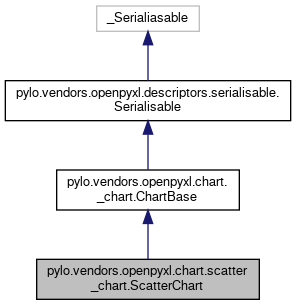 _Serialiasable
pylo.vendors.openpyxl.descriptors.serialisable.
Serialisable
pylo.vendors.openpyxl.chart.
_chart.ChartBase
pylo.vendors.openpyxl.chart.scatter
_chart.ScatterChart